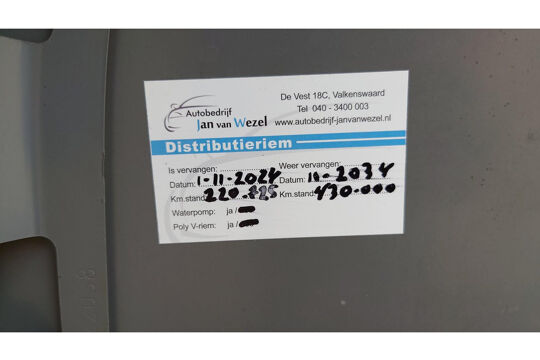 Autobedrijf
Jan van Wezel
De Vest 18C, Valkenswaard
Tel 040 - 3400 003
www.autobedrijf-janvanwezel.nl
Distributieriem
Is vervangen: Weer vervangen:
Datum: 1-11-2024 Datum: 11-2034
Km.stand: 220. Km.stand: 430.000
Waterpomp: ja /
Poly V-riem: ja /